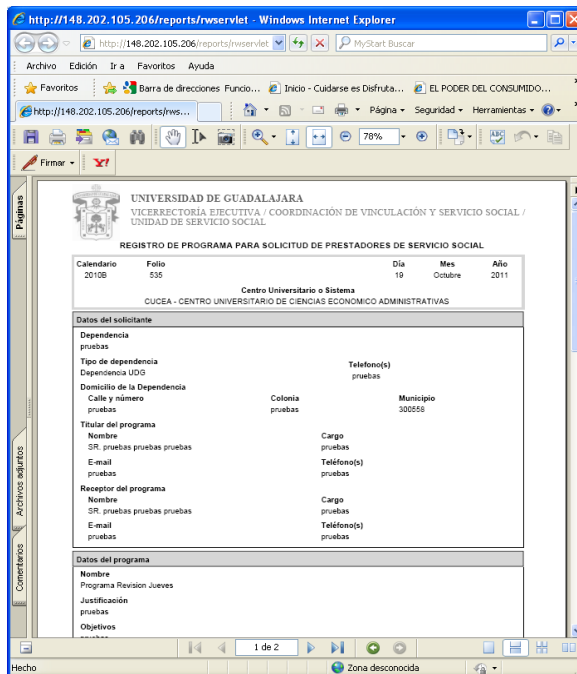 http://148.202.105.206/reports/rwservlet - Windows Internet Explorer
http://148.202.105.206/reports/rwservlet MyStart Buscar
Archivo Edición Ir a Favoritos Ayuda
Favoritos Barra de direcciones Funcio... Inicio - Cuidarse es Disfruta... EL PODER DEL CONSUMIDO...
http://148.202.105.206/reports/rws... Página Seguridad Herramientas
78%
Firmar Y!
Páginas
Archivos adjuntos
Comentarios
UNIVERSIDAD DE GUADALAJARA
VICERRECTORÍA EJECUTIVA / COORDINACIÓN DE VINCULACIÓN Y SERVICIO SOCIAL /
UNIDAD DE SERVICIO SOCIAL
REGISTRO DE PROGRAMA PARA SOLICITUD DE PRESTADORES DE SERVICIO SOCIAL
Calendario Folio Día Mes Año
2010B 535 19 Octubre 2011
Centro Universitario o Sistema
CUCEA - CENTRO UNIVERSITARIO DE CIENCIAS ECONOMICO ADMINISTRATIVAS
Datos del solicitante
Dependencia
pruebas
Tipo de dependencia Telefono(s)
Dependencia UDG pruebas
Domicilio de la Dependencia
Calle y número Colonia Municipio
pruebas pruebas 300558
Titular del programa
Nombre Cargo
SR. pruebas pruebas pruebas pruebas
E-mail Teléfono(s)
pruebas pruebas
Receptor del programa
Nombre Cargo
SR. pruebas pruebas pruebas pruebas
E-mail Teléfono(s)
pruebas pruebas
Datos del programa
Nombre
Programa Revision Jueves
Justificación
pruebas
Objetivos
1 de 2
Hecho Zona desconocida